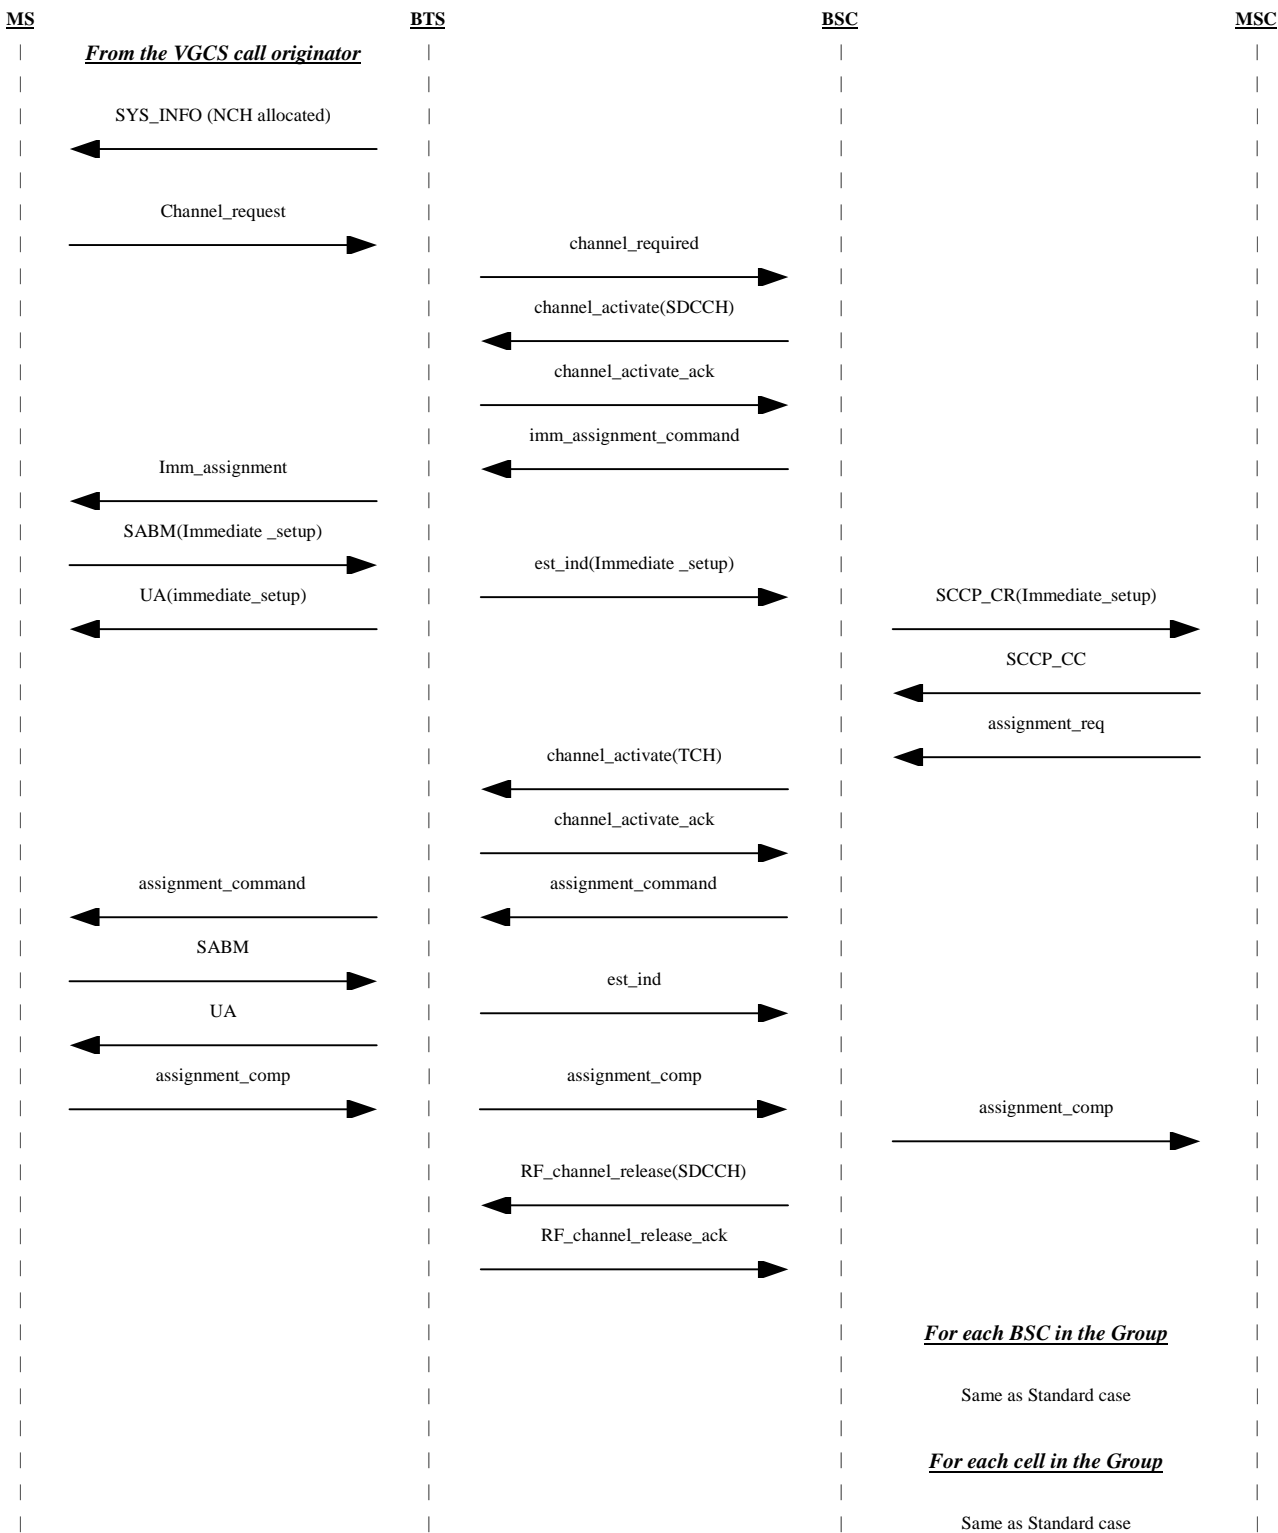 MS BTS BSC MSC
From the VGCS call originator
SYS_INFO (NCH allocated)
Channel_request
channel_required
channel_activate(SDCCH)
channel_activate_ack
imm_assignment_command
Imm_assignment
SABM(Immediate _setup)
est_ind(Immediate _setup)
UA(immediate_setup)
SCCP_CR(Immediate_setup)
SCCP_CC
assignment_req
channel_activate(TCH)
channel_activate_ack
assignment_command assignment_command
SABM
est_ind
UA
assignment_comp assignment_comp
assignment_comp
RF_channel_release(SDCCH)
RF_channel_release_ack
For each BSC in the Group
Same as Standard case
For each cell in the Group
Same as Standard case